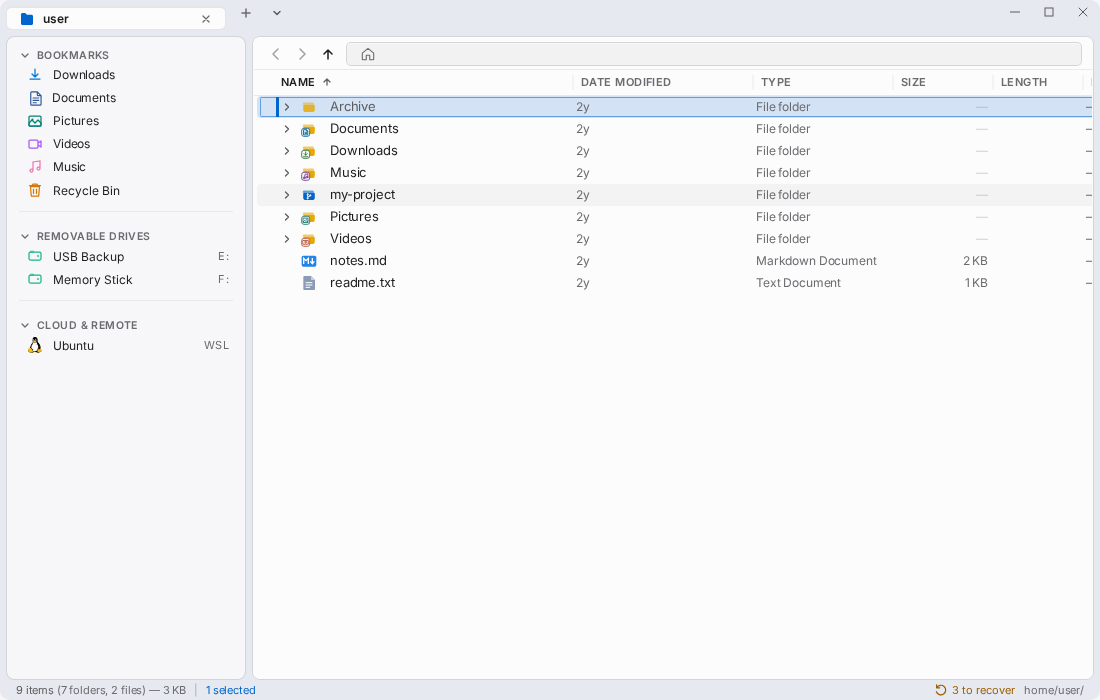 user
BOOKMARKS
Downloads
Documents
Pictures
Videos
Music
Recycle Bin
REMOVABLE DRIVES
USB Backup E:
Memory Stick F:
CLOUD & REMOTE
Ubuntu WSL
NAME DATE MODIFIED TYPE SIZE LENGTH
Archive 2y File folder —
Documents 2y File folder —
Downloads 2y File folder —
Music 2y File folder —
my-project 2y File folder —
Pictures 2y File folder —
Videos 2y File folder —
notes.md 2y Markdown Document 2 KB
readme.txt 2y Text Document 1 KB
9 items (7 folders, 2 files) — 3 KB 1 selected 3 to recover home/user/